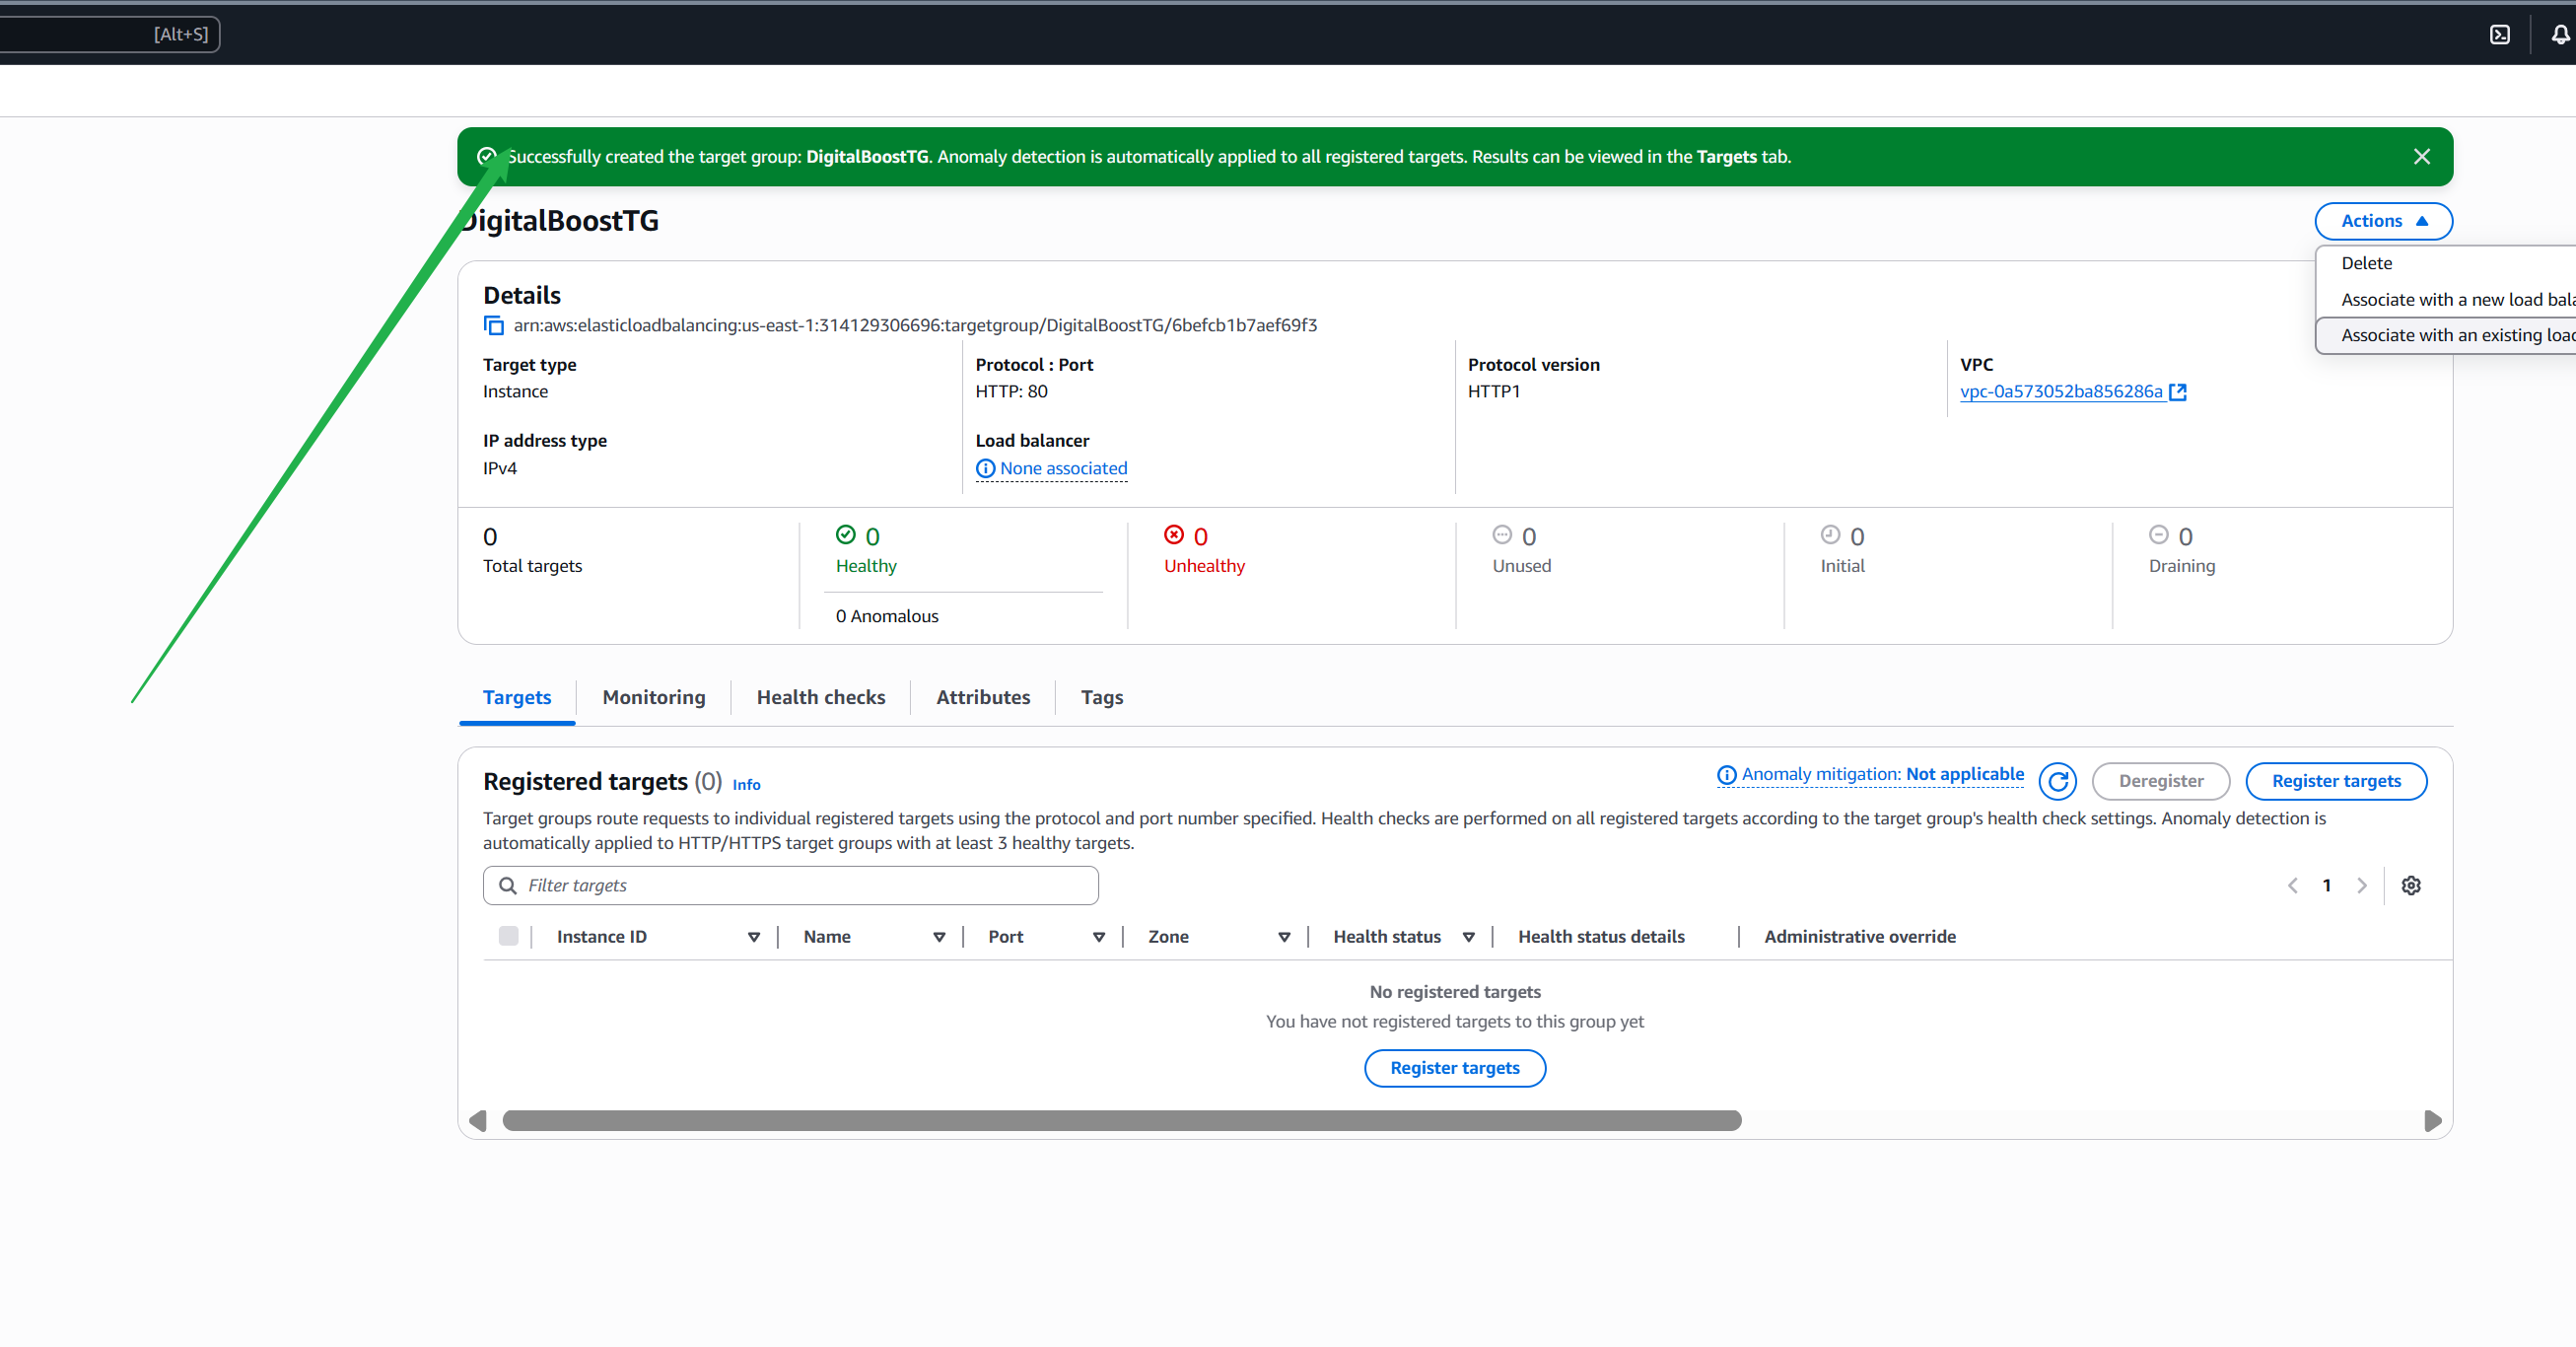 [Alt+S]
Successfully created the target group: DigitalBoostTG. Anomaly detection is automatically applied to all registered targets. Results can be viewed in the Targets tab.
DigitalBoostTG
Actions
Delete
Associate with a new load
Associate with an existing
Details
arn:aws:elasticloadbalancing:us-east-1:314129306696:targetgroup/DigitalBoostTG/6befcb1b7aef69f3
Target type
Instance
Protocol : Port
HTTP: 80
Protocol version
HTTP1
VPC
vpc-0a573052ba856286a
IP address type
IPv4
Load balancer
None associated
0
Total targets
0
Healthy
0 Anomalous
0
Unhealthy
0
Unused
0
Initial
0
Draining
Targets
Monitoring
Health checks
Attributes
Tags
Registered targets (0) Info
Anomaly mitigation: Not applicable
Deregister
Register targets
Target groups route requests to individual registered targets using the protocol and port number specified. Health checks are performed on all registered targets according to the target group's health check settings. Anomaly detection is
automatically applied to HTTP/HTTPS target groups with at least 3 healthy targets.
Filter targets
1
Instance ID
Name
Port
Zone
Health status
Health status details
Administrative override
No registered targets
You have not registered targets to this group yet
Register targets